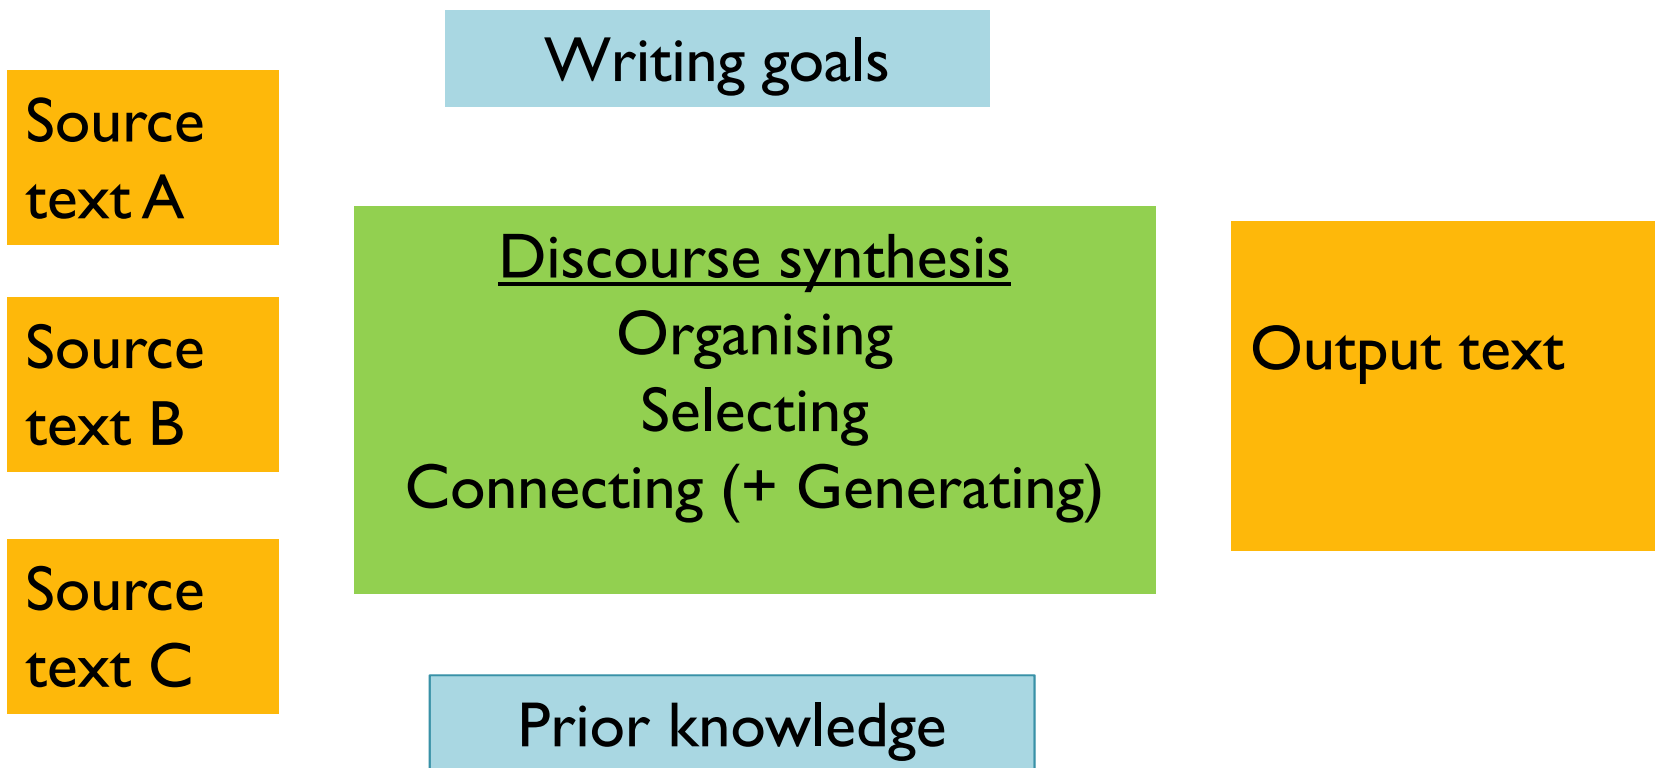 Writing goals
Source
text A
Source
text B
Source
text C
Discourse synthesis
Organising
Selecting
Connecting (+ Generating)
Output text
Prior knowledge